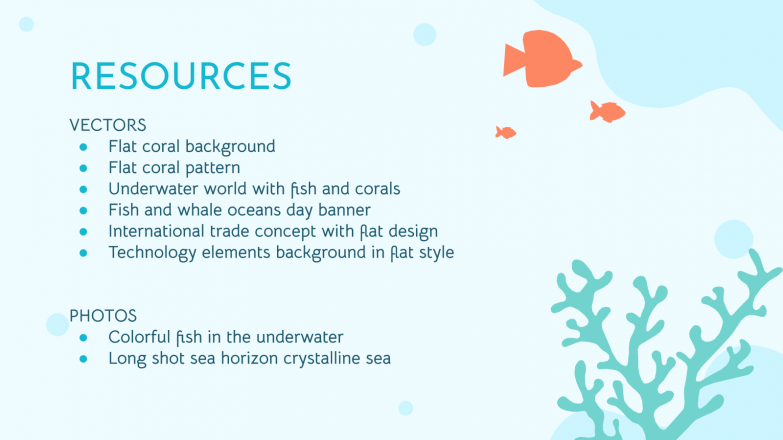 RESOURCES
VECTORS
● Flat coral background
● Flat coral pattern
● Underwater world with fish and corals
● Fish and whale oceans day banner
● International trade concept with flat design
● Technology elements background in flat style
PHOTOS
● Colorful fish in the underwater
● Long shot sea horizon crystalline sea